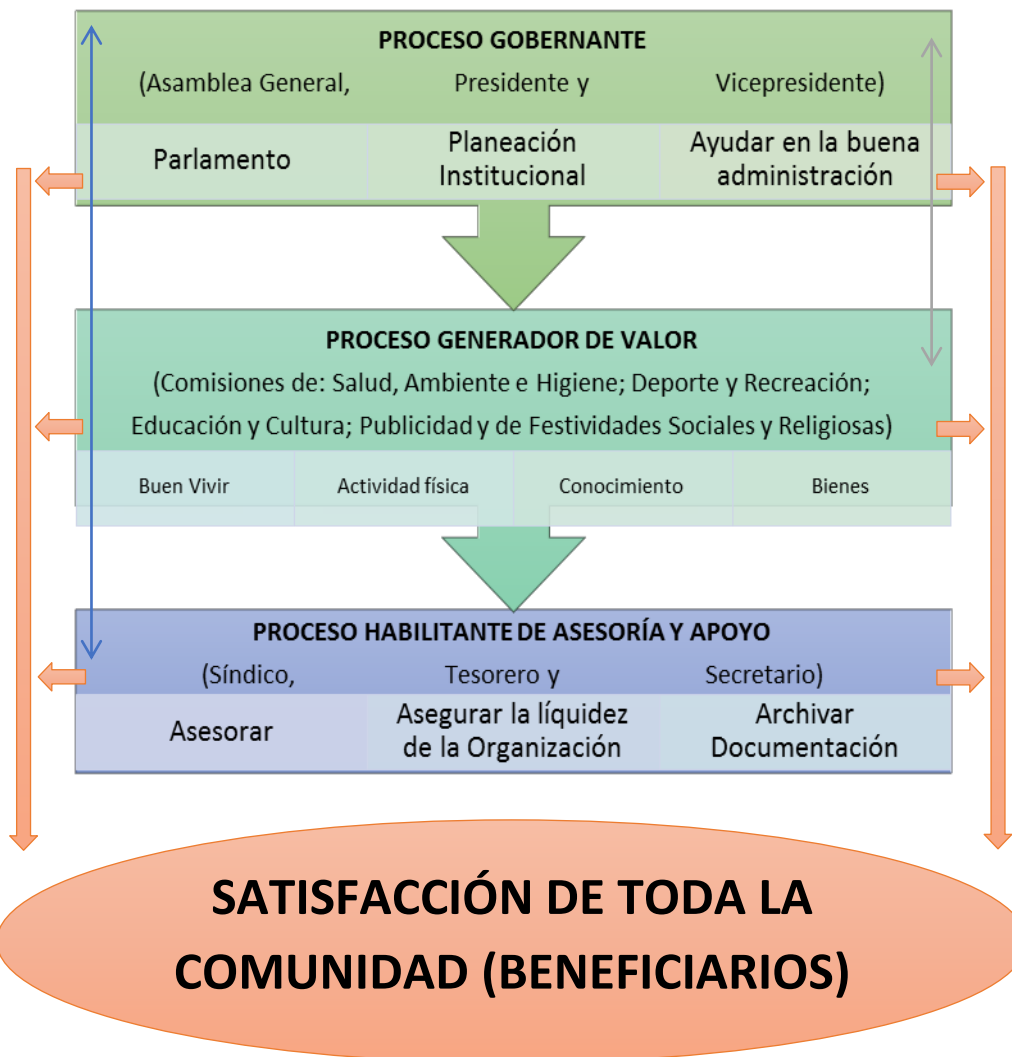 PROCESO GOBERNANTE
(Asamblea General, Presidente y Vicepresidente)
Parlamento
Planeación
Institucional
Ayudar en la buena
administración
PROCESO GENERADOR DE VALOR
(Comisiones de: Salud, Ambiente e Higiene; Deporte y Recreación;
Educación y Cultura; Publicidad y de Festividades Sociales y Religiosas)
Buen Vivir
Actividad física
Conocimiento
Bienes
PROCESO HABILITANTE DE ASESORÍA Y APOYO
(Síndico, Tesorero y Secretario)
Asesorar
Asegurar la líquidez
de la Organización
Archivar
Documentación
SATISFACCIÓN DE TODA LA
COMUNIDAD (BENEFICIARIOS)